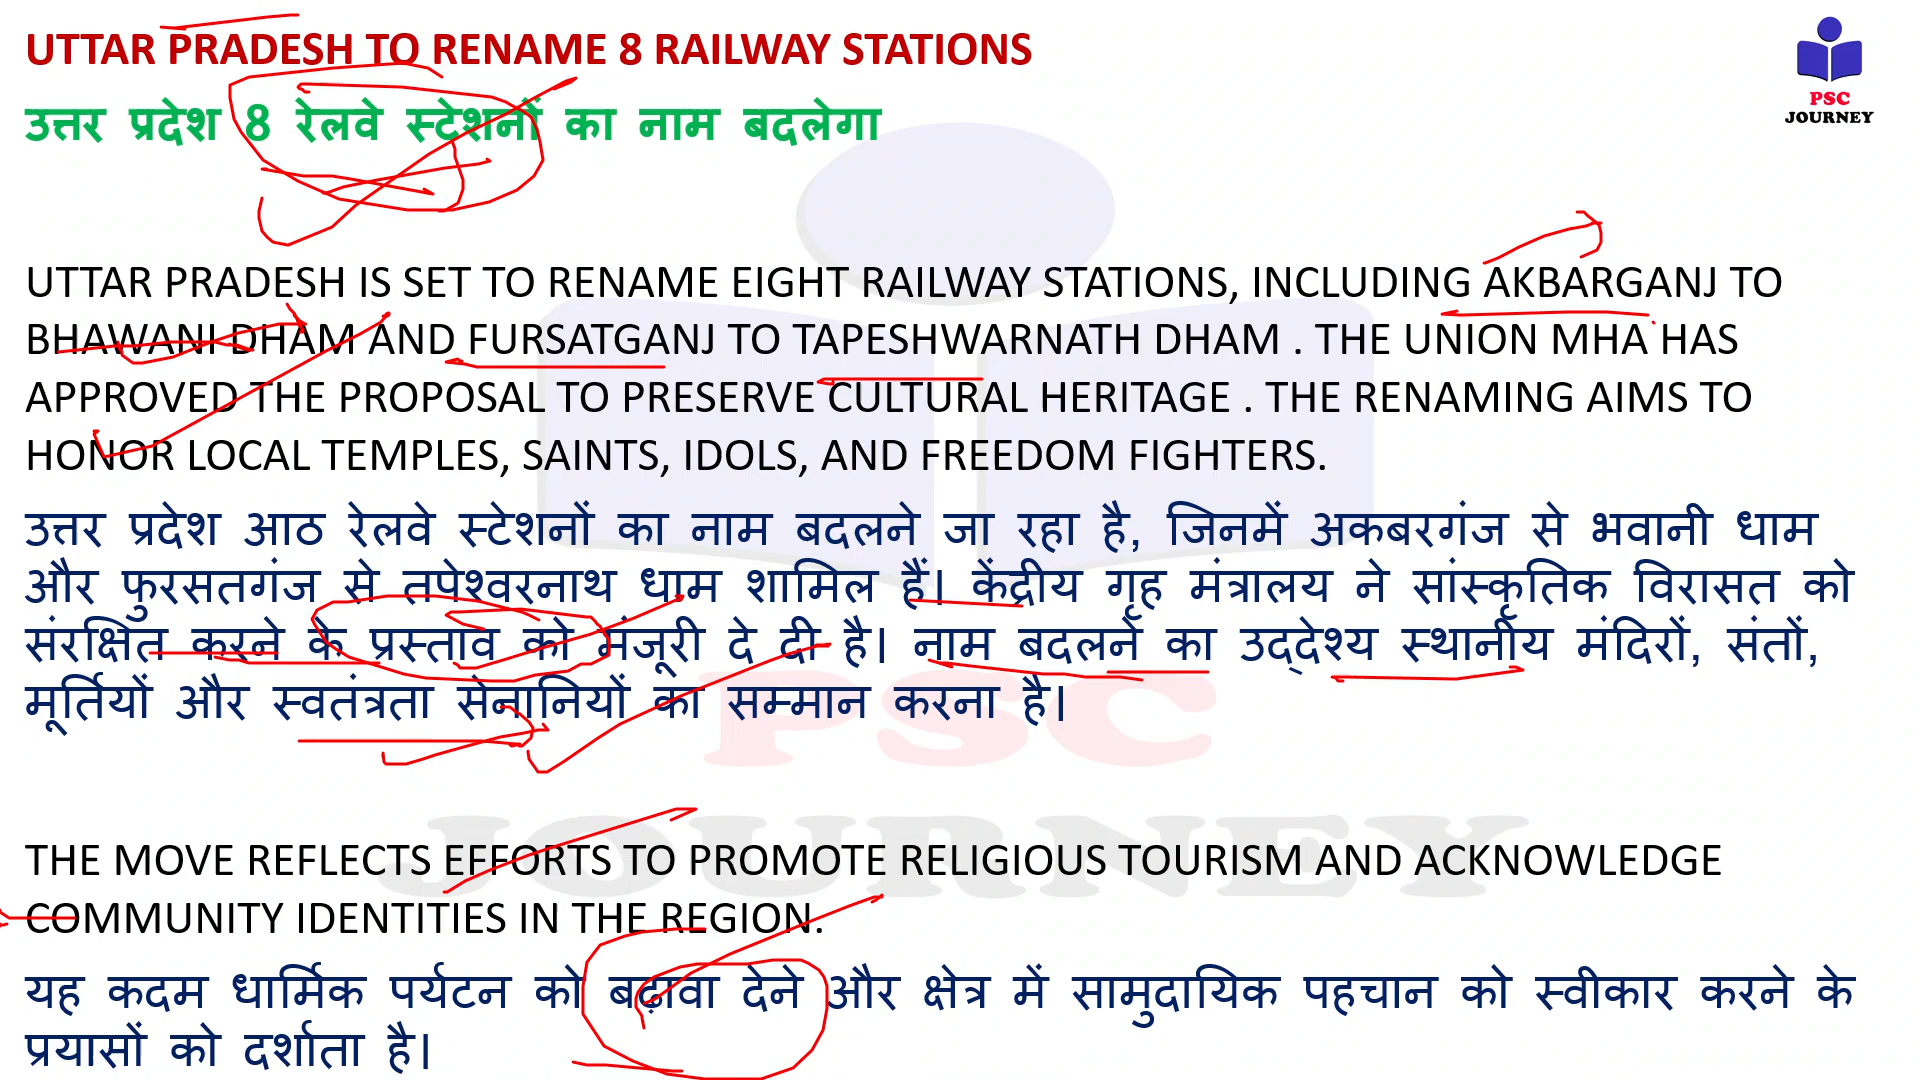 UTTAR PRADESH TO RENAME 8 RAILWAY STATIONS
उत्तर प्रदेश 8 रेलवे स्टेशनों का नाम बदलेगा
PSC
JOURNEY
UTTAR PRADESH IS SET TO RENAME EIGHT RAILWAY STATIONS, INCLUDING AKBARGANJ TO
BHAWANI DHAM AND FURSATGANJ TO TAPESHWARNATH DHAM . THE UNION MHA HAS
APPROVED THE PROPOSAL TO PRESERVE CULTURAL HERITAGE . THE RENAMING AIMS TO
HONOR LOCAL TEMPLES, SAINTS, IDOLS, AND FREEDOM FIGHTERS.
उत्तर प्रदेश आठ रेलवे स्टेशनों का नाम बदलने जा रहा है, जिनमें अकबरगंज से भवानी धाम
और फुरसतगंज से तपेश्वरनाथ धाम शामिल हैं। केंद्रीय गृह मंत्रालय ने सांस्कृतिक विरासत को
संरक्षित करने के प्रस्ताव को मंजूरी दे दी है। नाम बदलने का उद्देश्य स्थानीय मंदिरों, संतों,
मूर्तियों और स्वतंत्रता सेनानियों का सम्मान करना है।
PSC
JOURNEY
THE MOVE REFLECTS EFFORTS TO PROMOTE RELIGIOUS TOURISM AND ACKNOWLEDGE
COMMUNITY IDENTITIES IN THE REGION.
यह कदम धार्मिक पर्यटन को बढ़ावा देने और क्षेत्र में सामुदायिक पहचान को स्वीकार करने के
प्रयासों को दर्शाता है।